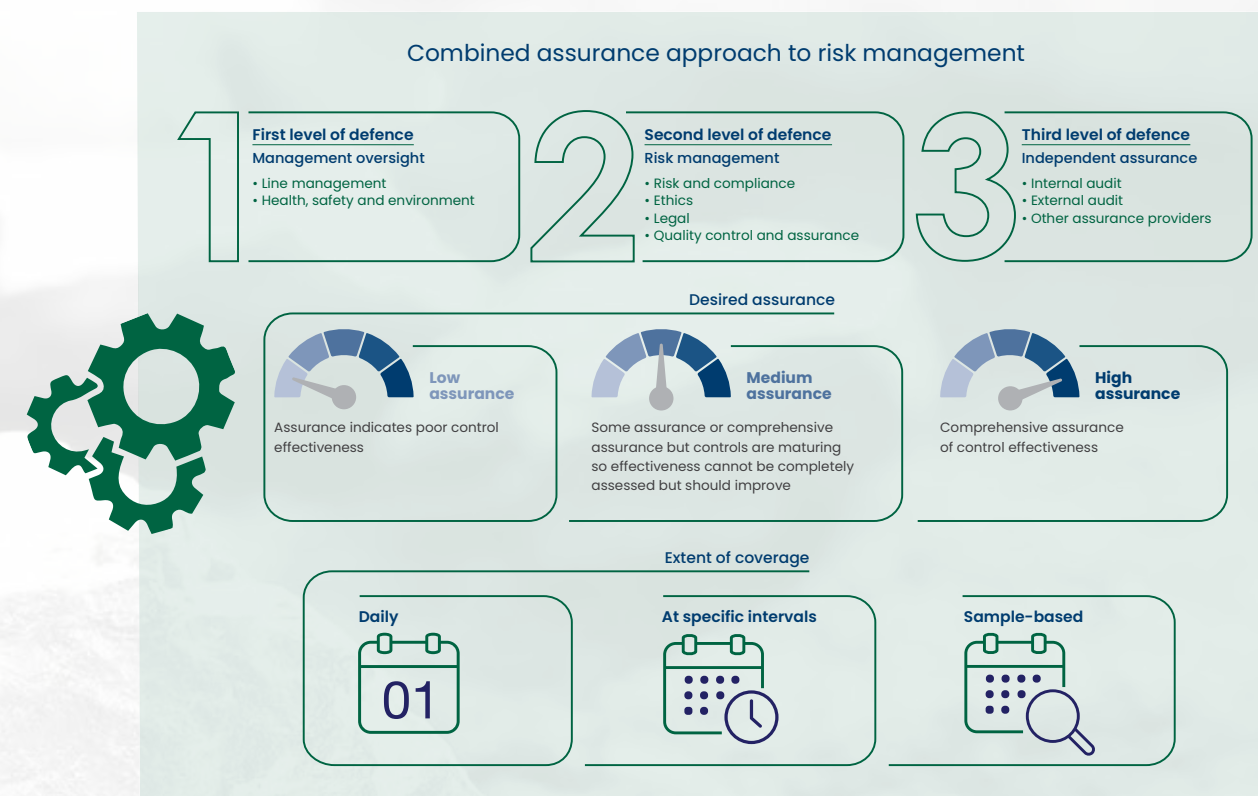 Combined assurance approach to risk management
1
First level of defence
Management oversight
• Line management
• Health, safety and environment
2
Second level of defence
Risk management
• Risk and compliance
• Ethics
• Legal
• Quality control and assurance
3
Third level of defence
Independent assurance
• Internal audit
• External audit
• Other assurance providers
Desired assurance
Low
assurance
Assurance indicates poor control
effectiveness
Medium
assurance
Some assurance or comprehensive
assurance but controls are maturing
so effectiveness cannot be completely
assessed but should improve
High
assurance
Comprehensive assurance
of control effectiveness
Extent of coverage
Daily
01
At specific intervals
Sample-based